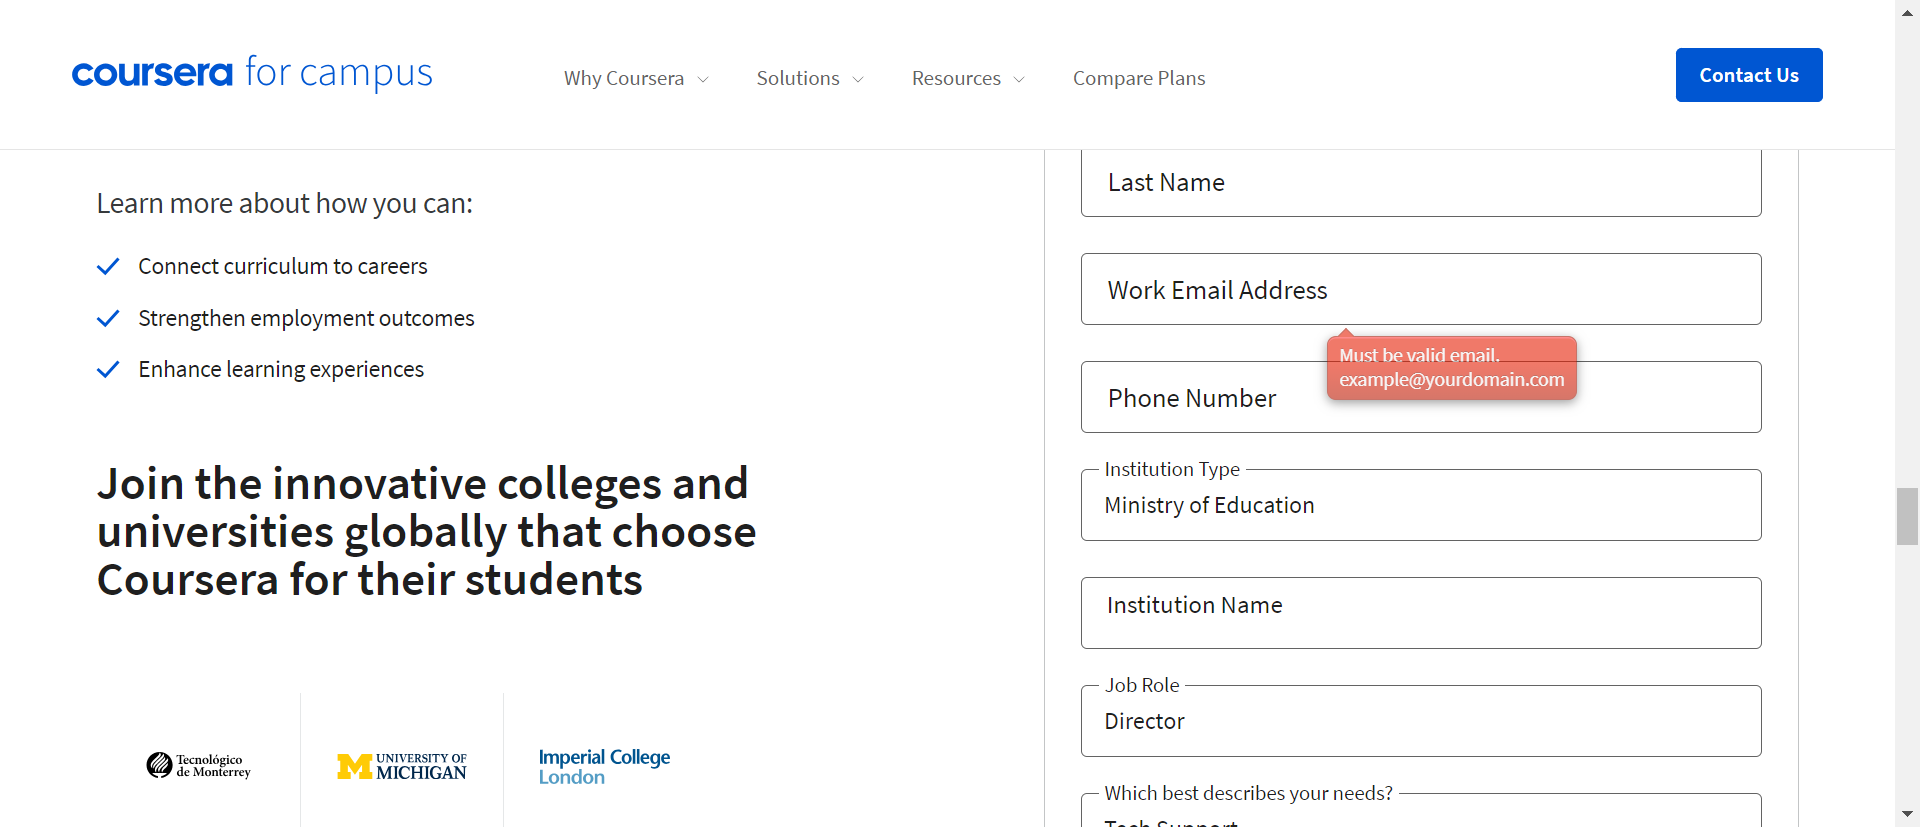 coursera for campus
Why Coursera
Solutions
Resources
Compare Plans
Contact Us
Learn more about how you can:
Connect curriculum to careers
Strengthen employment outcomes
Enhance learning experiences
Join the innovative colleges and
universities globally that choose
Coursera for their students
Tecnológico
de Monterrey
UNIVERSITY OF
MICHIGAN
Imperial College
London
Last Name
Work Email Address
Must be valid email.
example@yourdomain.com
Phone Number
Institution Type
Ministry of Education
Institution Name
Job Role
Director
Which best describes your needs?
Tech Support